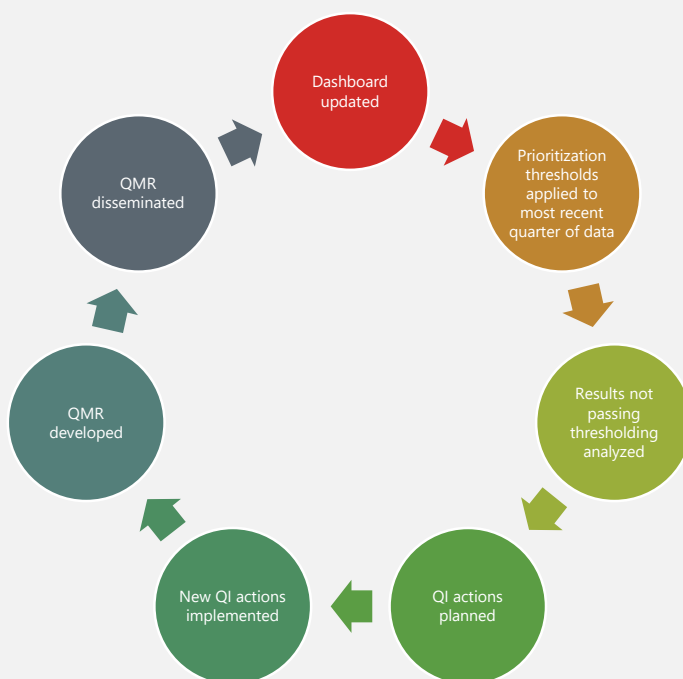 Dashboard
updated
Prioritization
thresholds
applied to
most recent
quarter of data
Results not
passing
thresholding
analyzed
QI actions
planned
New QI actions
implemented
QMR
developed
QMR
disseminated